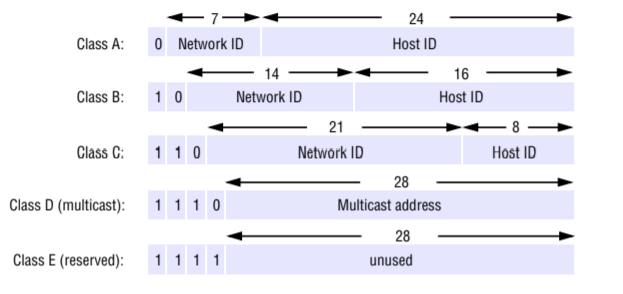 7 24
Class A: 0 Network ID Host ID
14 16
Class B: 1 0 Network ID Host ID
21 8
Class C: 1 1 0 Network ID Host ID
28
Class D (multicast): 1 1 1 0 Multicast address
28
Class E (reserved): 1 1 1 1 unused